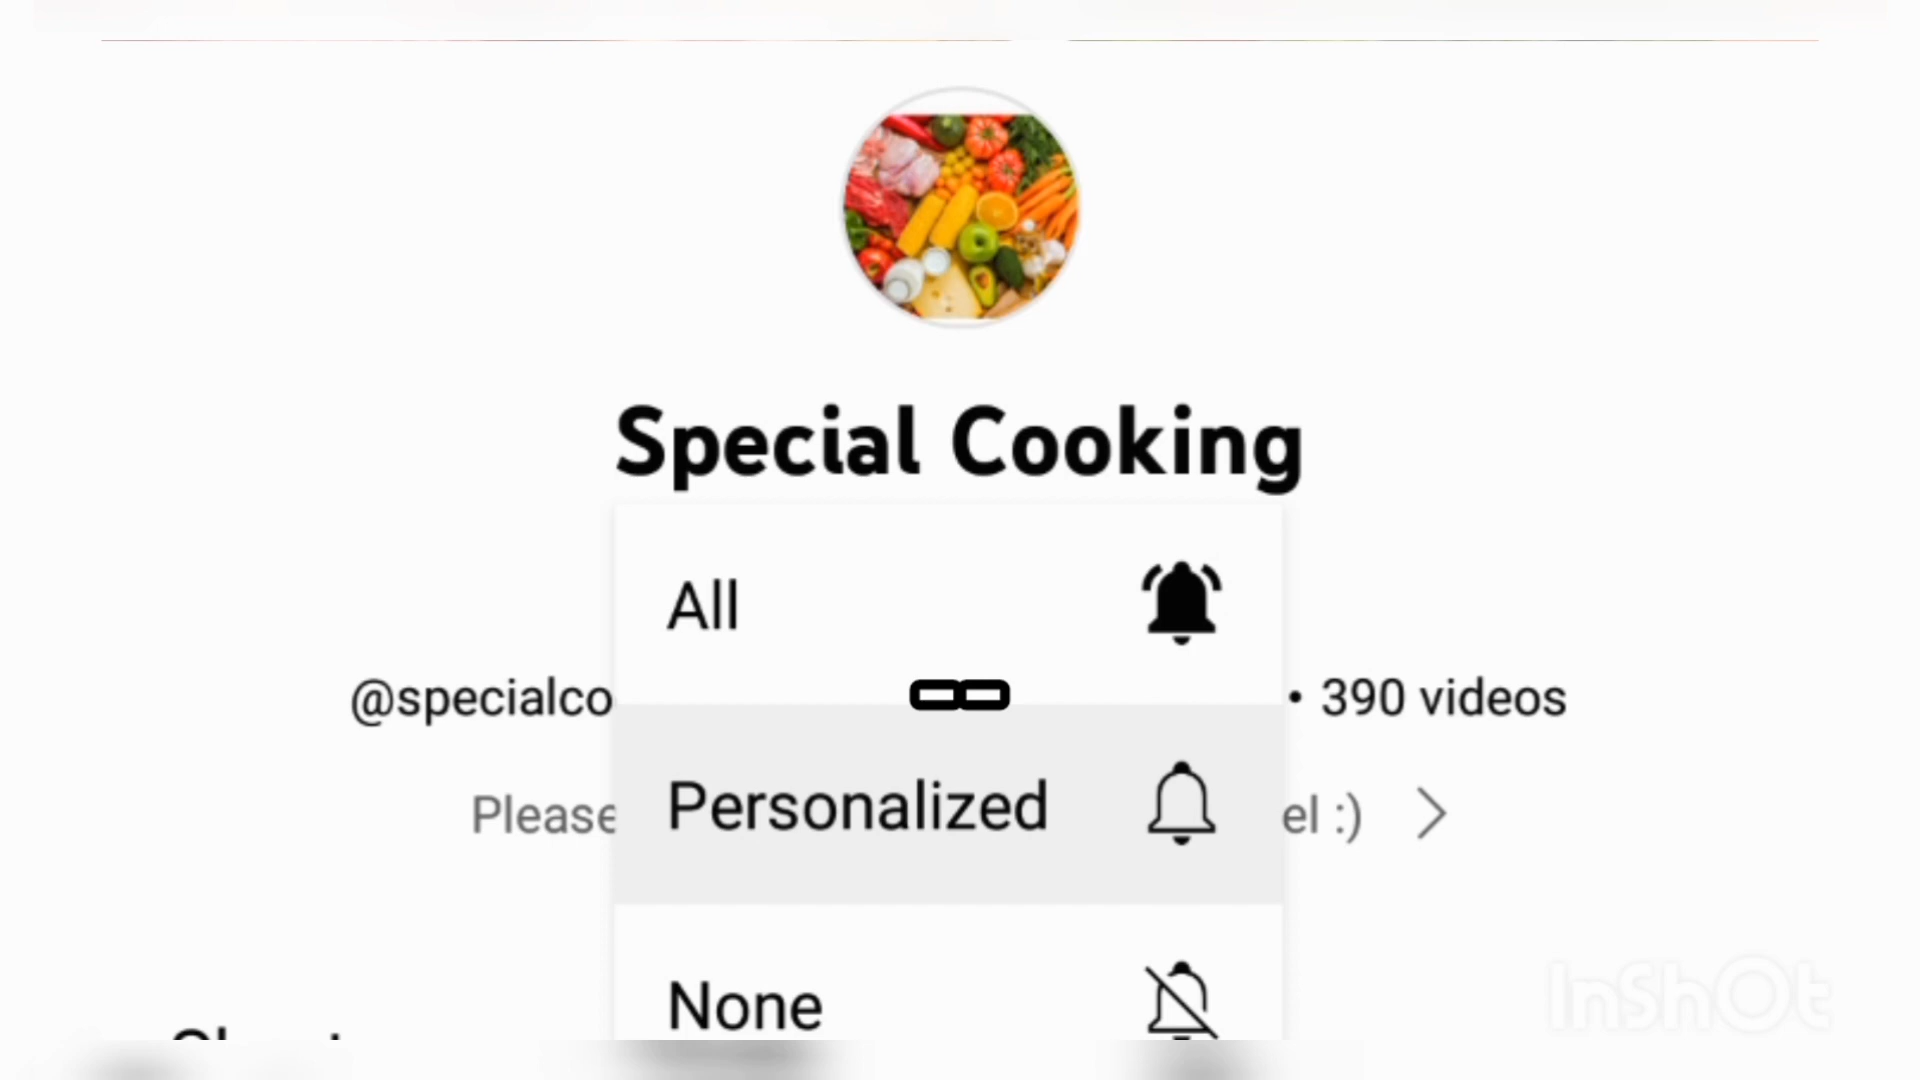 Special Cooking
All
@specialco • 390 videos
Personalized
Please el :)
None
InShOt